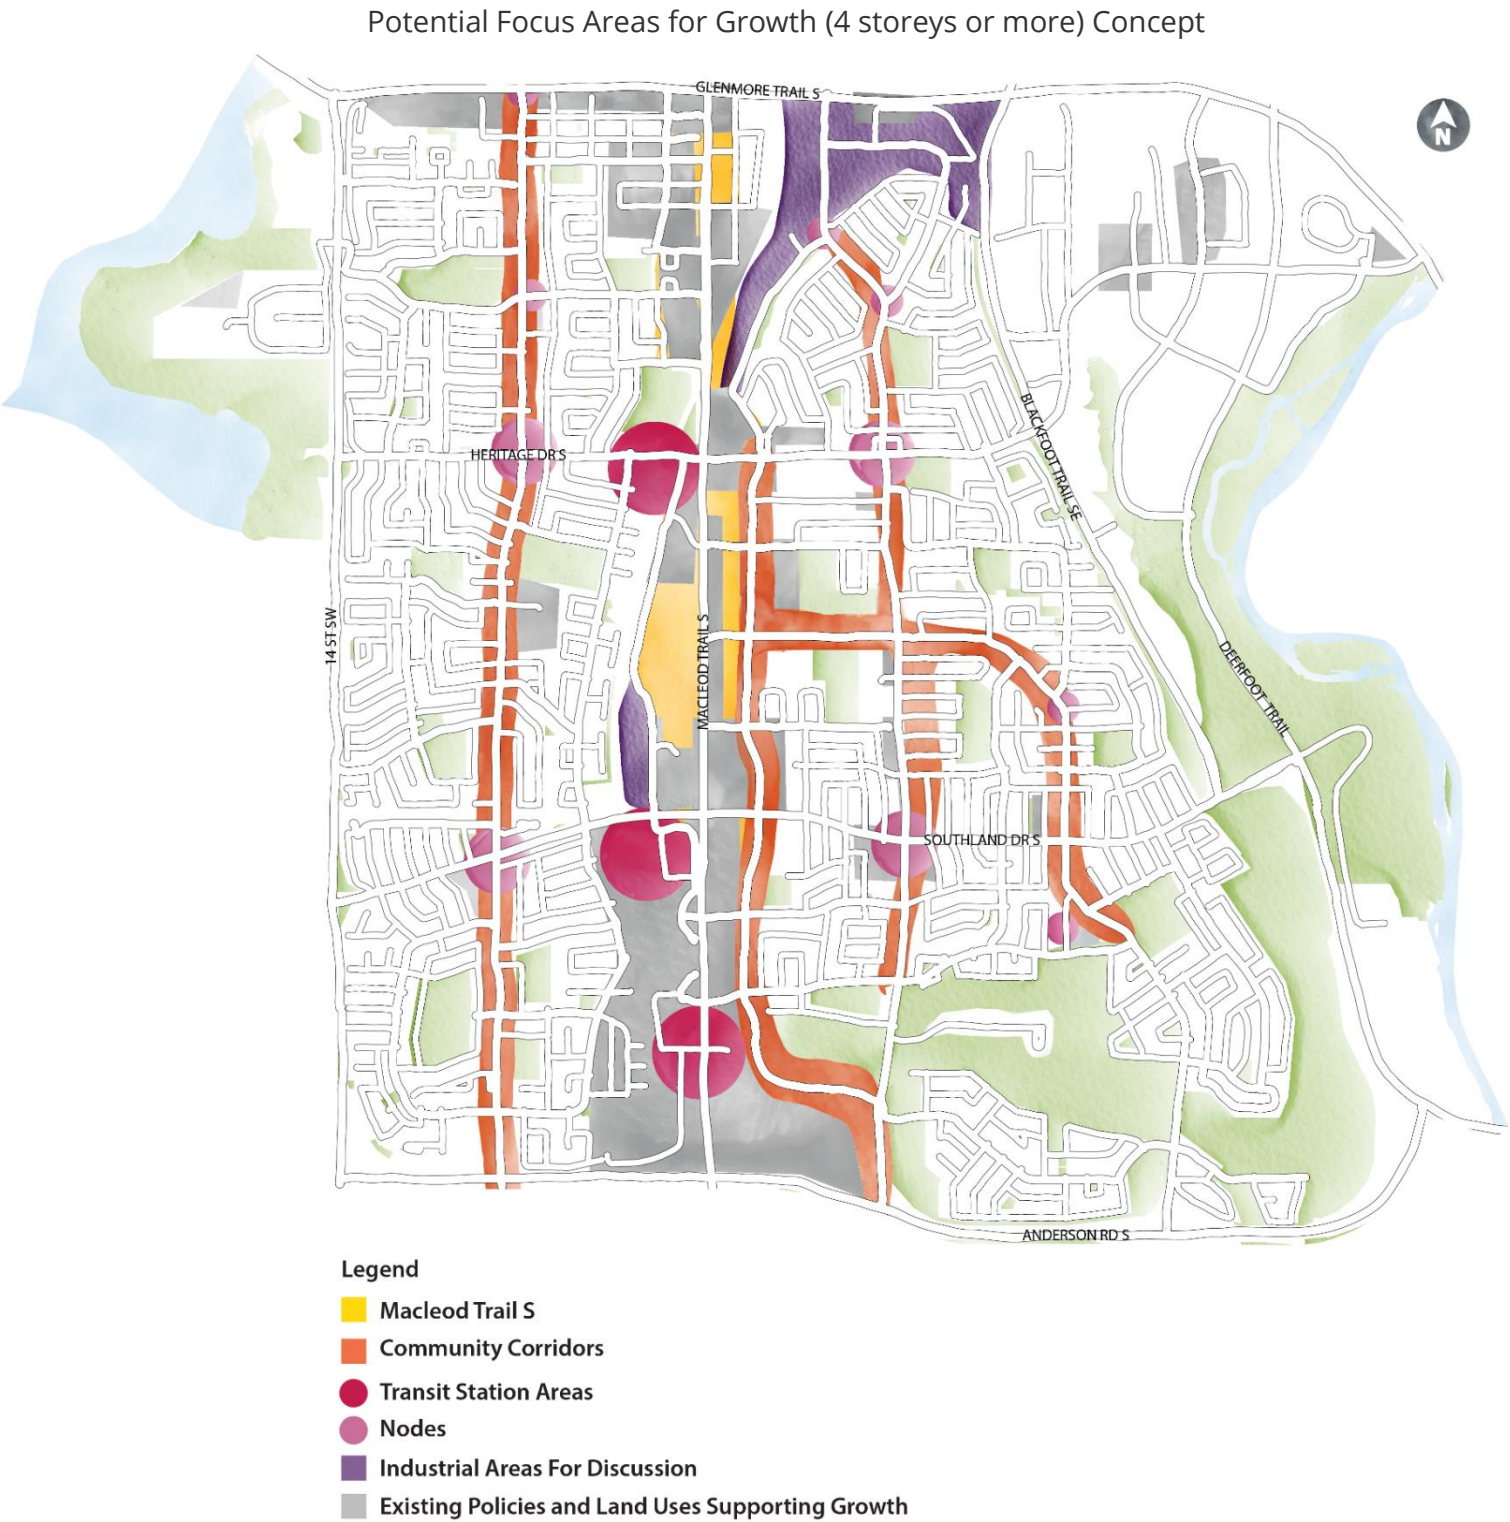 Potential Focus Areas for Growth (4 storeys or more) Concept
GLENMORE TRAIL S
N
BLACKFOOT TRAIL SE
HERITAGE DR S
14 ST SW
MACLEOD TRAIL S
DEERFOOT TRAIL
SOUTHLAND DR S
ANDERSON RD S
Legend
Macleod Trail S
Community Corridors
Transit Station Areas
Nodes
Industrial Areas For Discussion
Existing Policies and Land Uses Supporting Growth